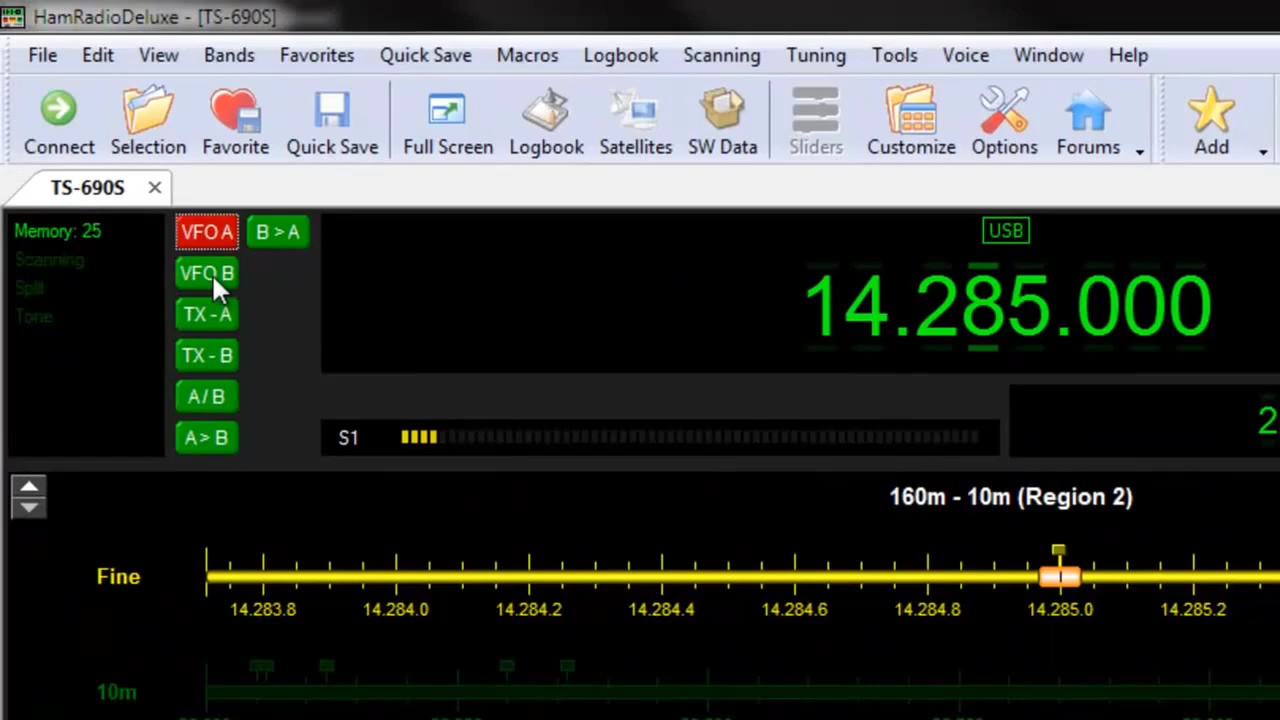 HamRadioDeluxe - [TS-690S]
File Edit View Bands Favorites Quick Save Macros Logbook Scanning Tuning Tools Voice Window Help
Connect Selection Favorite Quick Save Full Screen Logbook Satellites SW Data Sliders Customize Options Forums Add
TS-690S
Memory: 25
Scanning
Split
Tone
VFO A B > A
VFO B
TX - A
TX - B
A / B
A > B
USB
14.285.000
S1
2
160m - 10m (Region 2)
Fine
14.283.8 14.284.0 14.284.2 14.284.4 14.284.6 14.284.8 14.285.0 14.285.2
10m